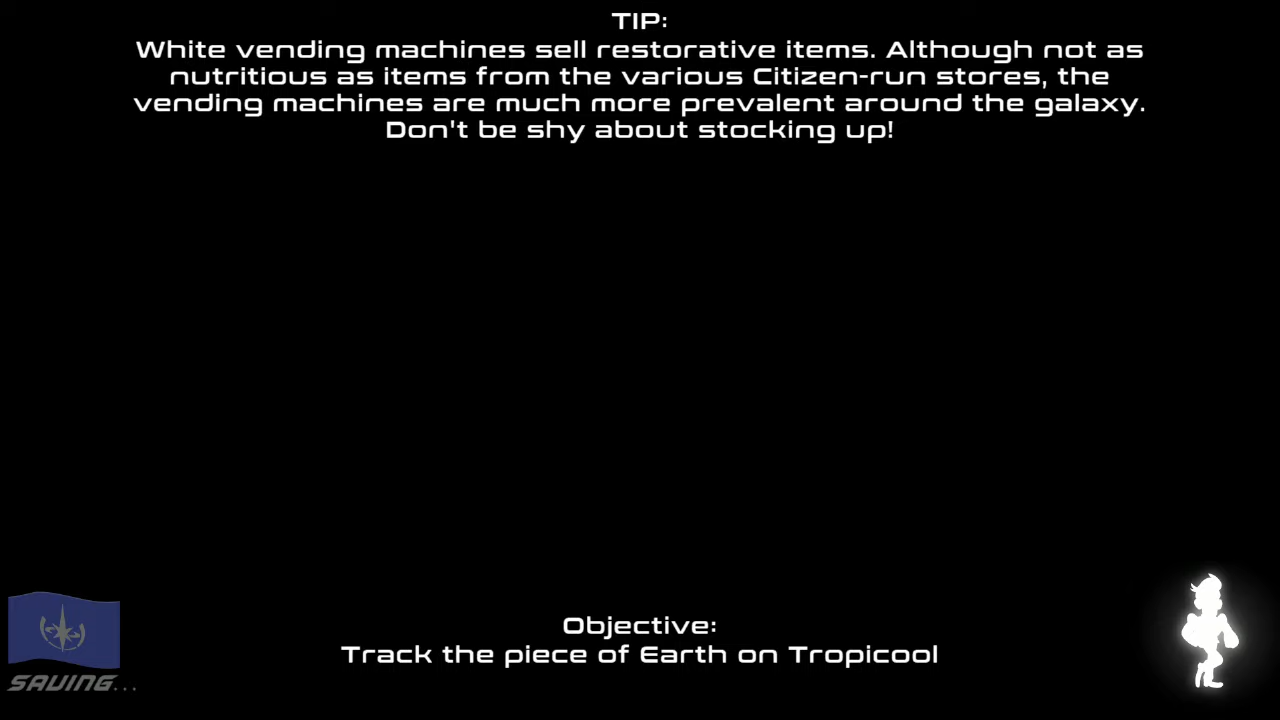 TIP:
White vending machines sell restorative items. Although not as
nutritious as items from the various Citizen-run stores, the
vending machines are much more prevalent around the galaxy.
Don't be shy about stocking up!
Objective:
Track the piece of Earth on Tropicool
SAVING...